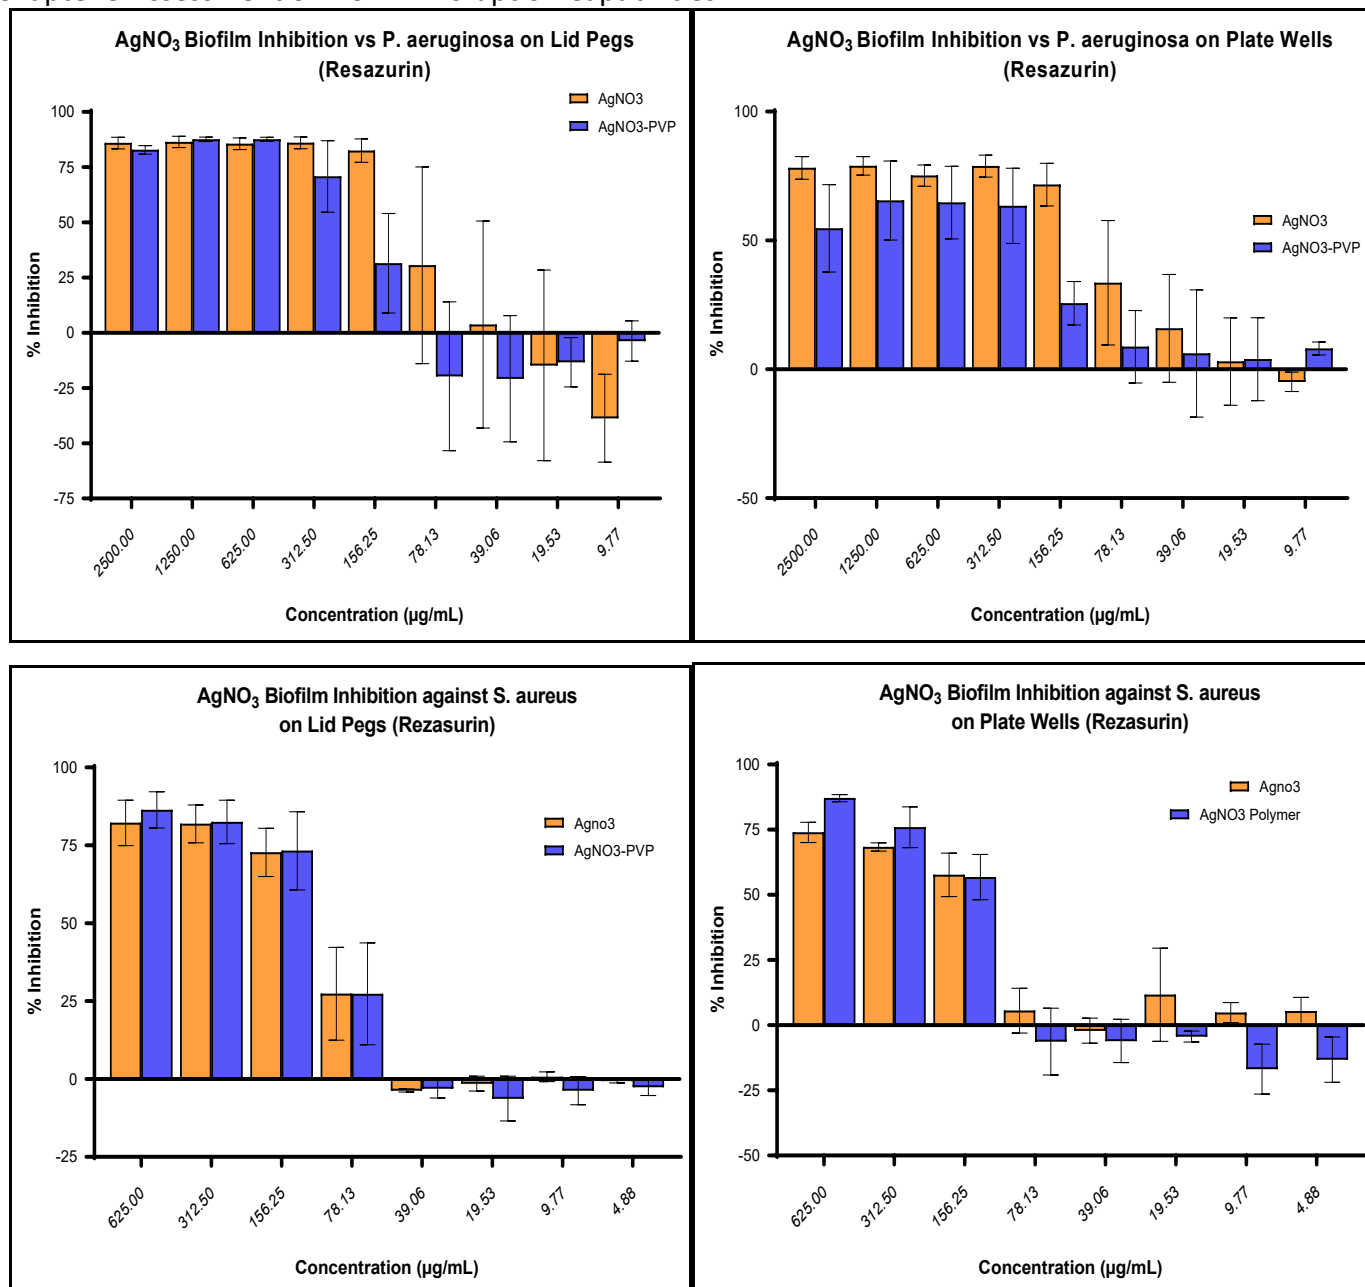 AgNO3 Biofilm Inhibition vs P. aeruginosa on Lid Pegs
(Resazurin)
AgNO3
AgNO3-PVP
100
75
50
25
0
-25
-50
-75
% Inhibition
2500.00
1250.00
625.00
312.50
156.25
78.13
39.06
19.53
9.77
Concentration (µg/mL)
AgNO3 Biofilm Inhibition vs P. aeruginosa on Plate Wells
(Resazurin)
AgNO3
AgNO3-PVP
100
50
0
-50
% Inhibition
2500.00
1250.00
625.00
312.50
156.25
78.13
39.06
19.53
9.77
Concentration (µg/mL)
AgNO3 Biofilm Inhibition against S. aureus
on Lid Pegs (Rezasurin)
Agno3
AgNO3-PVP
100
75
50
25
0
-25
% Inhibition
625.00
312.50
156.25
78.13
39.06
19.53
9.77
4.88
Concentration (µg/mL)
AgNO3 Biofilm Inhibition against S. aureus
on Plate Wells (Rezasurin)
Agno3
AgNO3 Polymer
100
75
50
25
0
-25
-50
% Inhibition
625.00
312.50
156.25
78.13
39.06
19.53
9.77
4.88
Concentration (µg/mL)